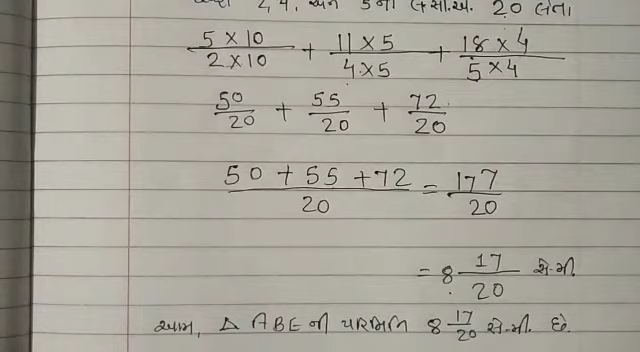 2, 4, અને 5 નો લ.સા.અ. 20 લેતા
5 × 10 / 2 × 10 + 11 × 5 / 4 × 5 + 18 × 4 / 5 × 4
50/20 + 55/20 + 72/20
50 + 55 + 72 / 20 = 177 / 20
= 8 17/20 સે.મી.
આમ, △ ABE ની પરિમિતિ 8 17/20 સે.મી. છે.